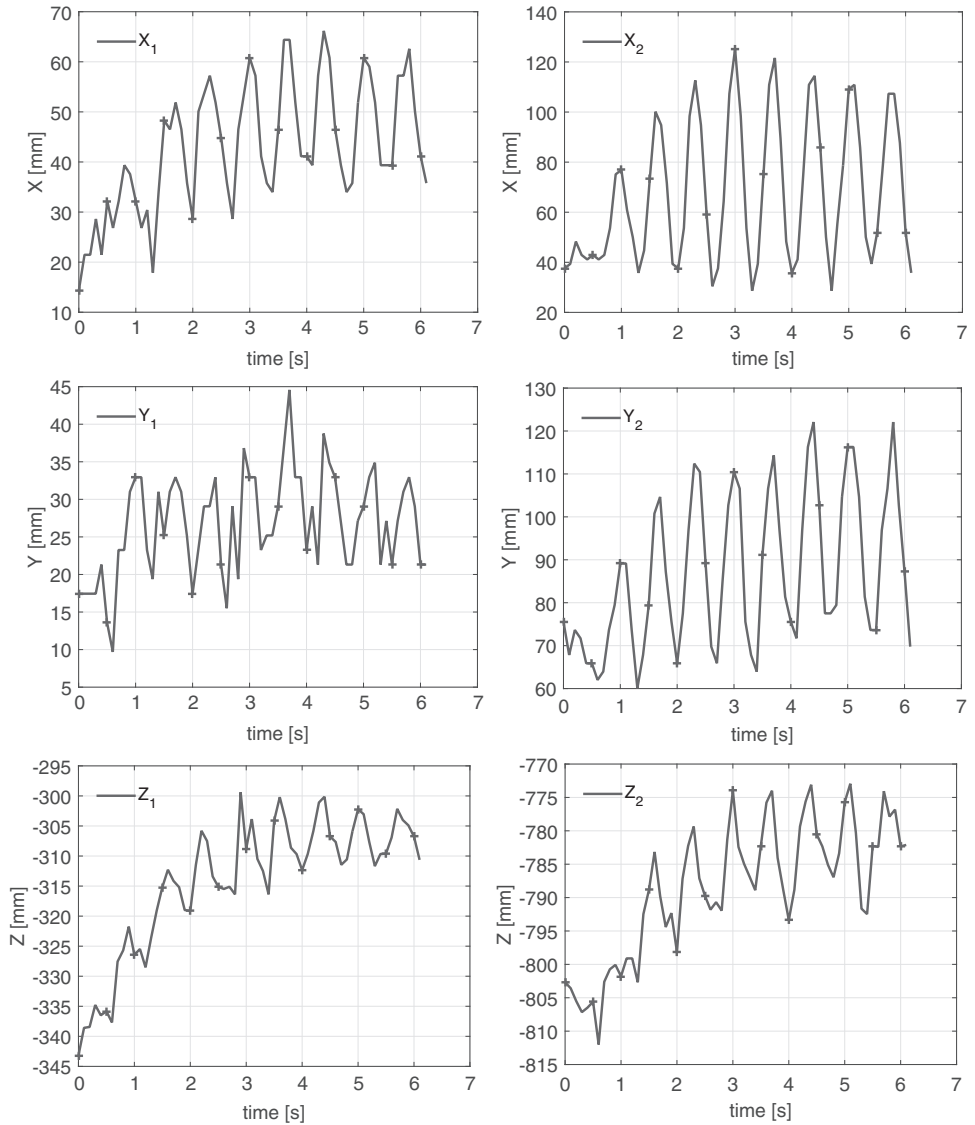 70
60
50
40
30
20
10
X [mm]
X1
0 1 2 3 4 5 6 7
time [s]
140
120
100
80
60
40
20
X [mm]
X2
0 1 2 3 4 5 6 7
time [s]
45
40
35
30
25
20
15
10
5
Y [mm]
Y1
0 1 2 3 4 5 6 7
time [s]
130
120
110
100
90
80
70
60
Y [mm]
Y2
0 1 2 3 4 5 6 7
time [s]
-295
-300
-305
-310
-315
-320
-325
-330
-335
-340
-345
Z [mm]
Z1
0 1 2 3 4 5 6 7
time [s]
-770
-775
-780
-785
-790
-795
-800
-805
-810
-815
Z [mm]
Z2
0 1 2 3 4 5 6 7
time [s]